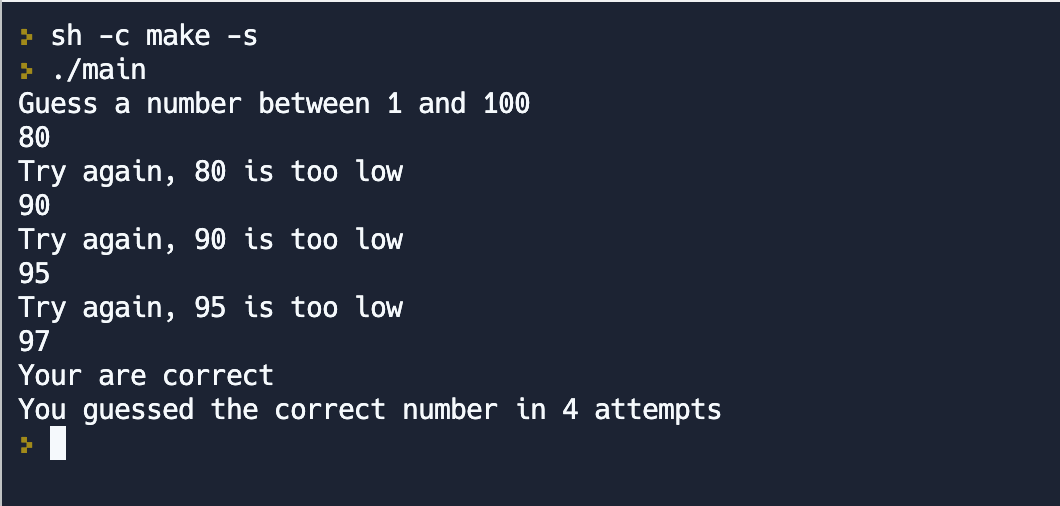 > sh -c make -s
> ./main
Guess a number between 1 and 100
80
Try again, 80 is too low
90
Try again, 90 is too low
95
Try again, 95 is too low
97
Your are correct
You guessed the correct number in 4 attempts
>